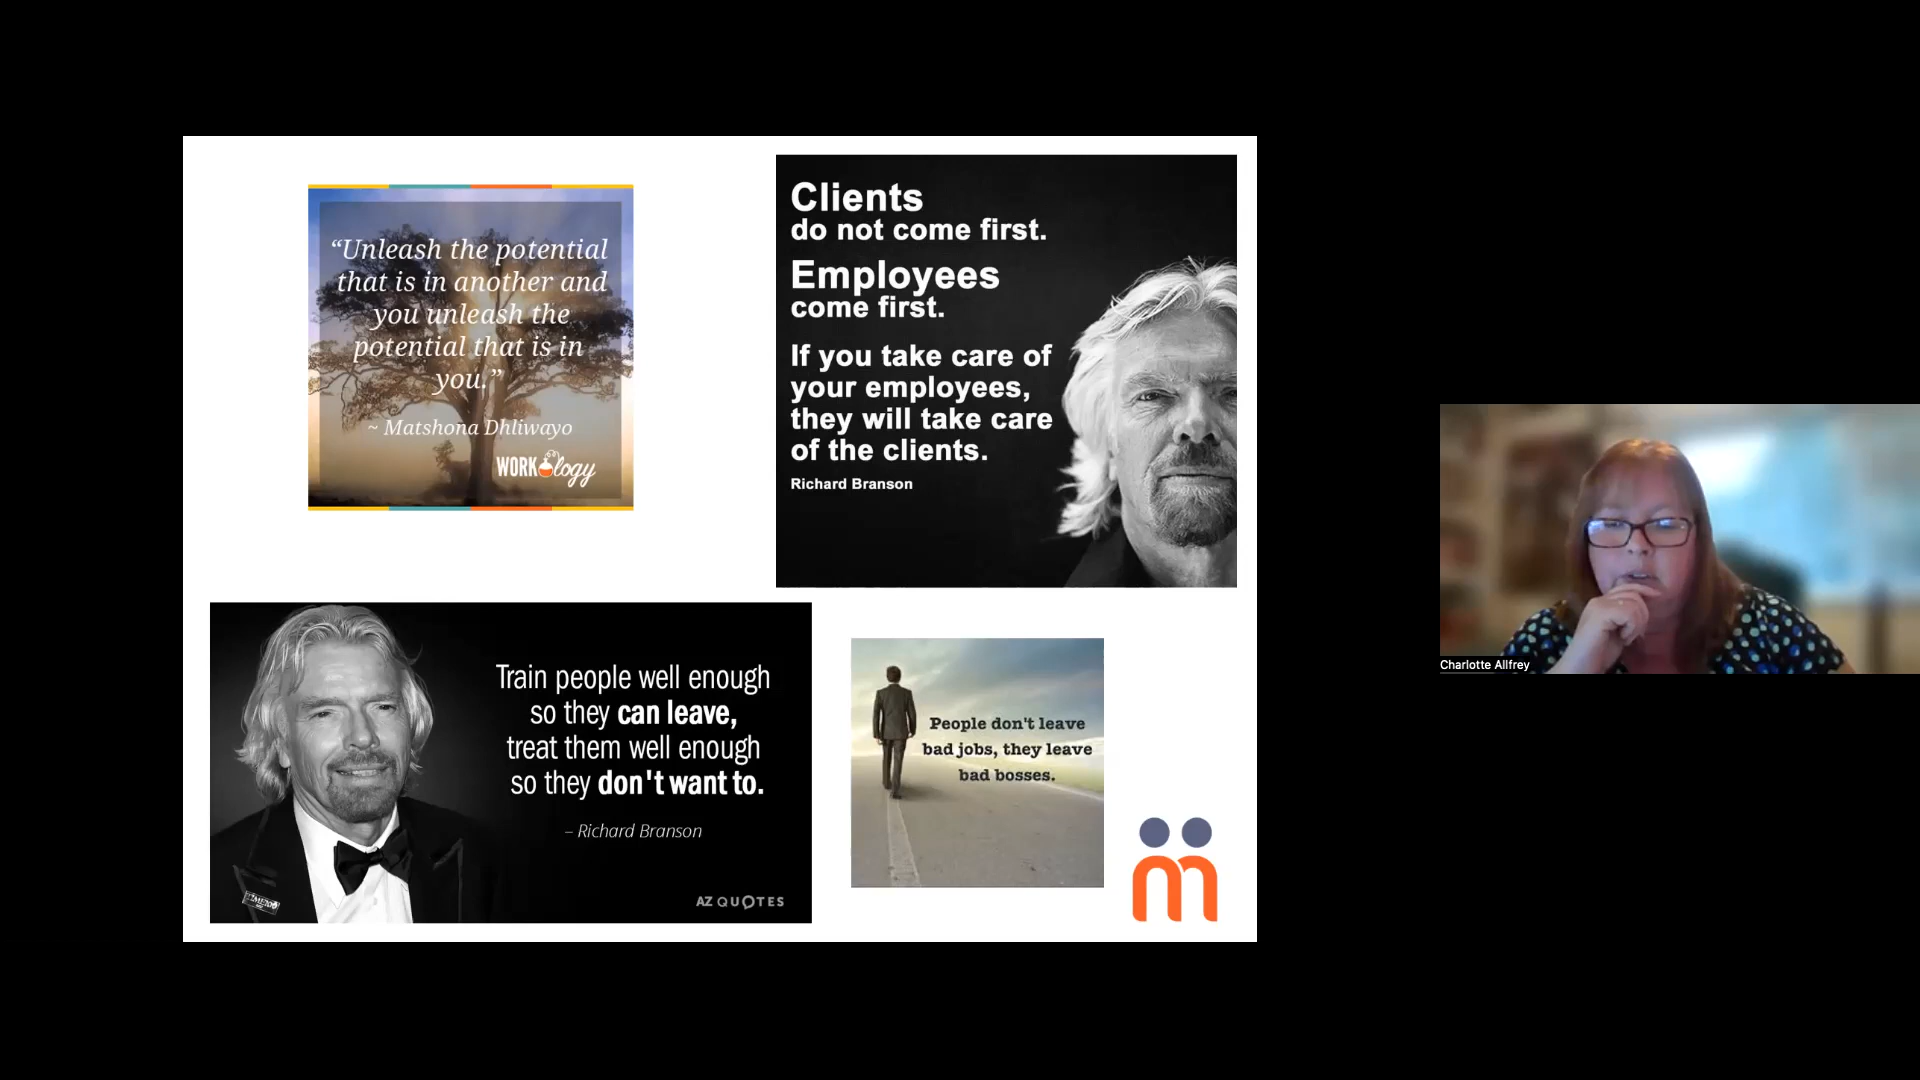 “Unleash the potential
that is in another and
you unleash the
potential that is in
you.”
~ Matshona Dhliwayo
WORKology
Clients
do not come first.
Employees
come first.
If you take care of
your employees,
they will take care
of the clients.
Richard Branson
Train people well enough
so they can leave,
treat them well enough
so they don't want to.
– Richard Branson
AZ QUOTES
People don't leave
bad jobs, they leave
bad bosses.
m
Charlotte Allfrey